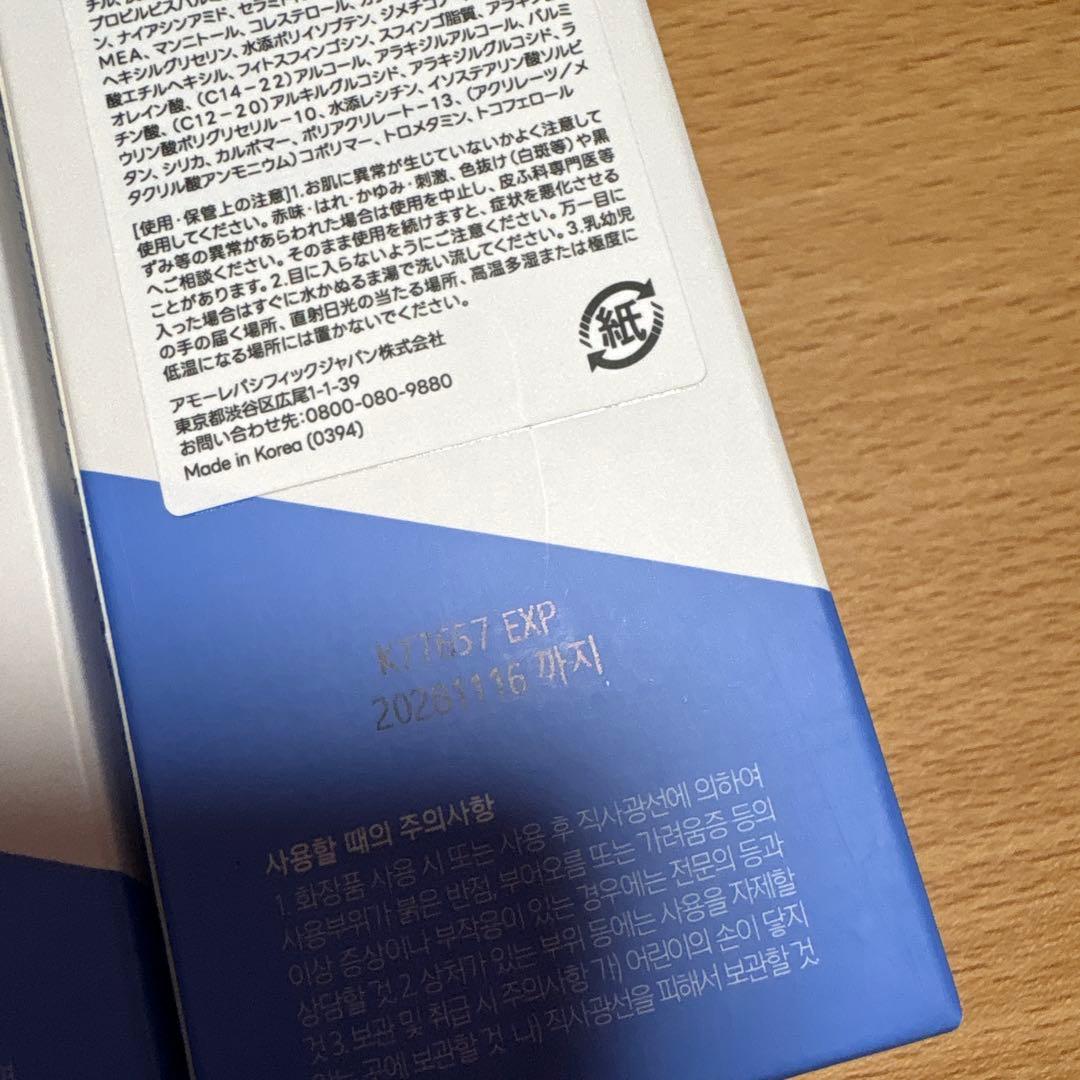 プロピルビスパルミ
ン、ナイアシンアミド、セラミド
MEA、マンニトール、コレステロール、カ
ヘキシルグリセリン、水添ポリイソブテン、ジメチコ
酸エチルヘキシル、フィトスフィンゴシン、スフィンゴ脂質、アラキジ
オレイン酸、(C14-22)アルコール、アラキジルアルコール、パルミ
チン酸、(C12-20)アルキルグルコシド、アラキジルグルコシド、ラ
ウリン酸ポリグリセリル-10、水添レシチン、イソステアリン酸ソルビ
タン、シリカ、カルボマー、ポリアクリレート-13、(アクリレーツ/メ
タクリル酸アンモニウム)コポリマー、トロメタミン、トコフェロール
[使用・保管上の注意]1.お肌に異常が生じていないかよく注意して
使用してください。赤味・はれ・かゆみ・刺激、色抜け(白斑等)や黒
ずみ等の異常があらわれた場合は使用を中止し、皮ふ科専門医等
へご相談ください。そのまま使用を続けますと、症状を悪化させる
ことがあります。2.目に入らないようにご注意ください。万一目に
入った場合はすぐに水かぬるま湯で洗い流してください。3.乳幼児
の手の届く場所、直射日光の当たる場所、高温多湿または極度に
低温になる場所には置かないでください。
アモーレパシフィックジャパン株式会社
東京都渋谷区広尾1-1-39
お問い合わせ先:0800-080-9880
Made in Korea (0394)
紙
K77657 EXP
20281116 까지
사용할 때의 주의사항
1. 화장품 사용 시 또는 사용 후 직사광선에 의하여
사용부위가 붉은 반점, 부어오름 또는 가려움증 등의
이상 증상이나 부작용이 있는 경우에는 전문의 등과
상담할 것 2. 상처가 있는 부위 등에는 사용을 자제할
것 3. 보관 및 취급 시 주의사항 가) 어린이의 손이 닿지
않는 곳에 보관할 것 나) 직사광선을 피해서 보관할 것